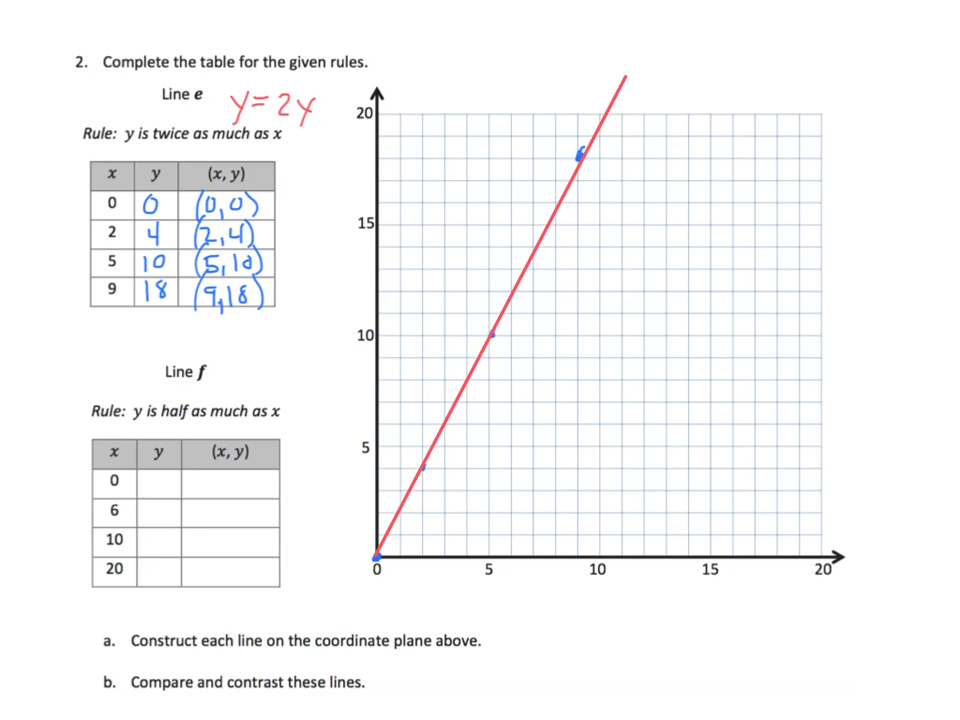 2. Complete the table for the given rules.
Line e
y=2x
Rule: y is twice as much as x
x y (x, y)
0 0 (0,0)
2 4 (2,4)
5 10 (5,10)
9 18 (9,18)
Line f
Rule: y is half as much as x
x y (x, y)
0
6
10
20
20
15
10
5
0 5 10 15 20
a. Construct each line on the coordinate plane above.
b. Compare and contrast these lines.